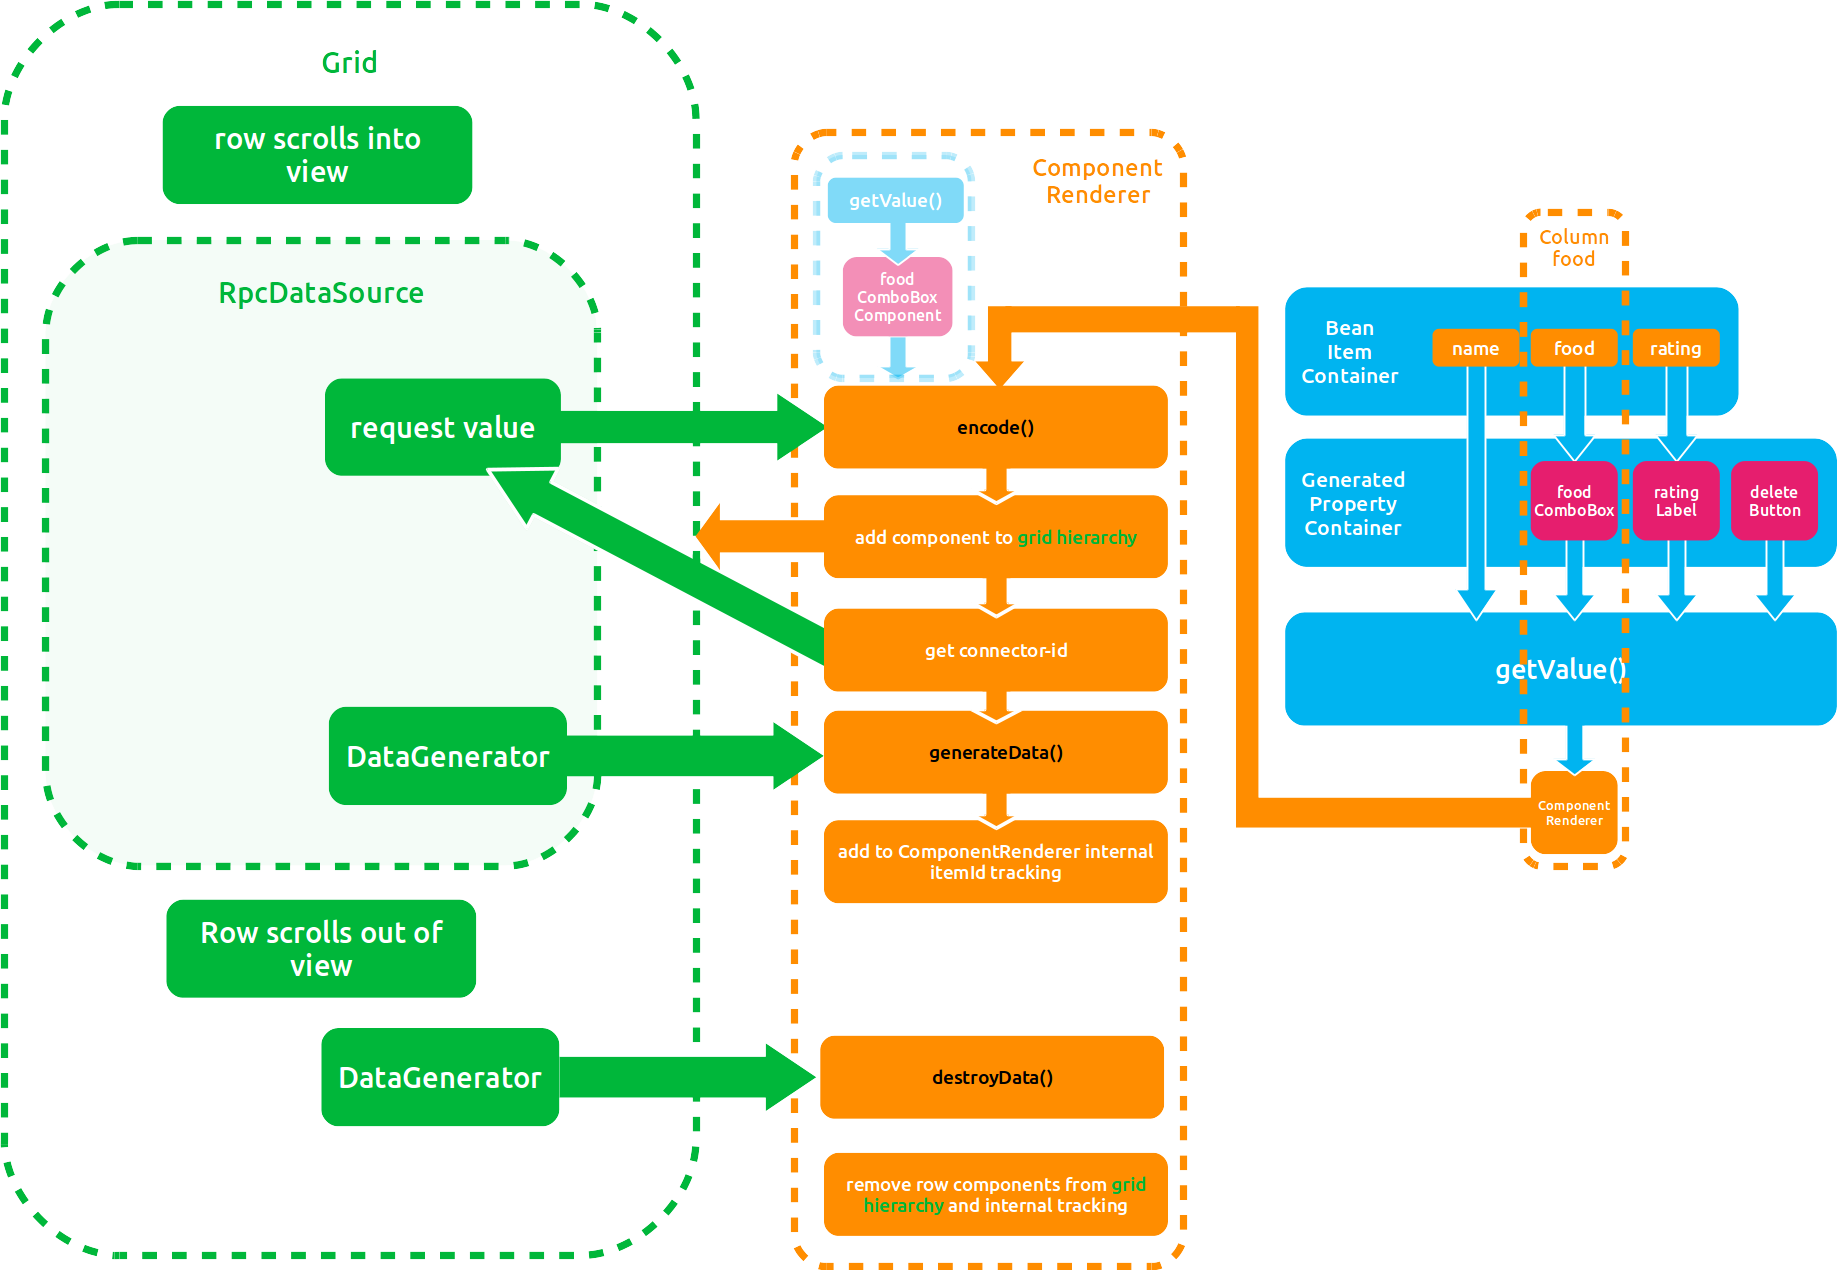 Grid
row scrolls into
view
RpcDataSource
request value
DataGenerator
Row scrolls out of
view
DataGenerator
Component
Renderer
getValue()
food
ComboBox
Component
encode()
add component to grid hierarchy
get connector-id
generateData()
add to ComponentRenderer internal
itemId tracking
destroyData()
remove row components from grid
hierarchy and internal tracking
Column
food
Bean
Item
Container
name
food
rating
Generated
Property
Container
food
ComboBox
rating
Label
delete
Button
getValue()
Component
Renderer